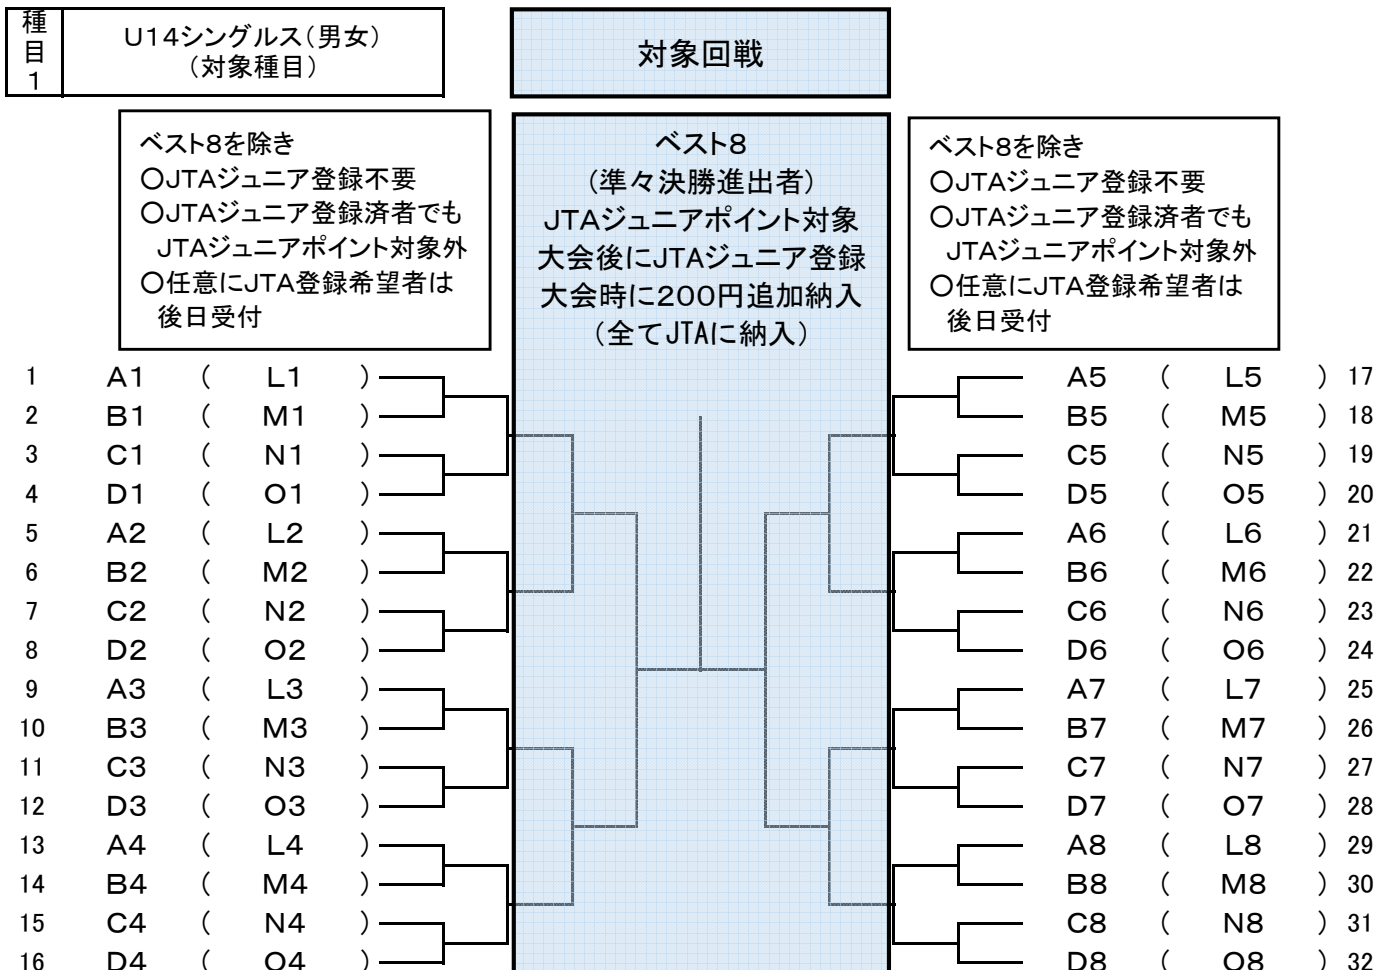 種目1
U14シングルス(男女)
(対象種目)
対象回戦
ベスト8を除き
〇JTAジュニア登録不要
〇JTAジュニア登録済者でも
JTAジュニアポイント対象外
〇任意にJTA登録希望者は
後日受付
ベスト8
(準々決勝進出者)
JTAジュニアポイント対象
大会後にJTAジュニア登録
大会時に200円追加納入
(全てJTAに納入)
ベスト8を除き
〇JTAジュニア登録不要
〇JTAジュニア登録済者でも
JTAジュニアポイント対象外
〇任意にJTA登録希望者は
後日受付
1 A1 ( L1 ) A5 ( L5 ) 17
2 B1 ( M1 ) B5 ( M5 ) 18
3 C1 ( N1 ) C5 ( N5 ) 19
4 D1 ( O1 ) D5 ( O5 ) 20
5 A2 ( L2 ) A6 ( L6 ) 21
6 B2 ( M2 ) B6 ( M6 ) 22
7 C2 ( N2 ) C6 ( N6 ) 23
8 D2 ( O2 ) D6 ( O6 ) 24
9 A3 ( L3 ) A7 ( L7 ) 25
10 B3 ( M3 ) B7 ( M7 ) 26
11 C3 ( N3 ) C7 ( N7 ) 27
12 D3 ( O3 ) D7 ( O7 ) 28
13 A4 ( L4 ) A8 ( L8 ) 29
14 B4 ( M4 ) B8 ( M8 ) 30
15 C4 ( N4 ) C8 ( N8 ) 31
16 D4 ( O4 ) D8 ( O8 ) 32